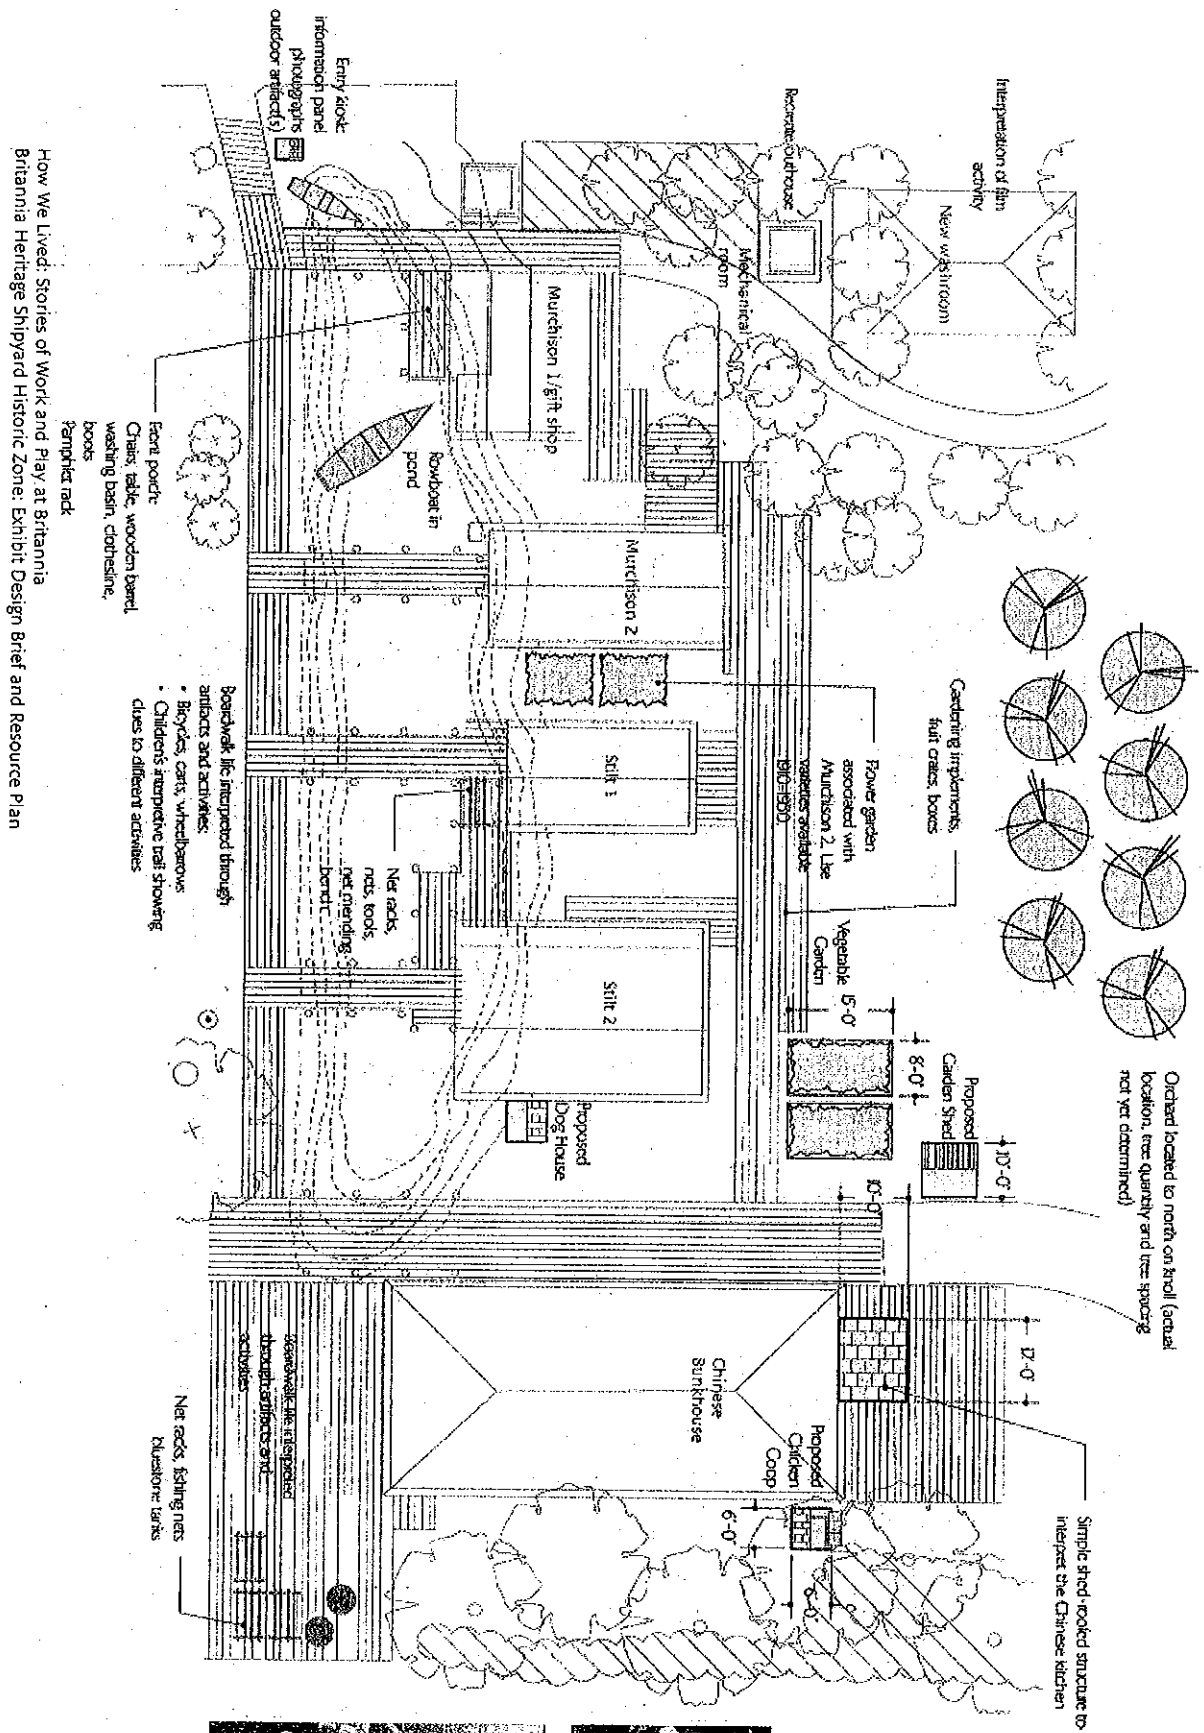 Orchard located to north on knoll (actual
location, tree quantity and tree spacing
not yet determined)
Simple shed-roofed structure to
interpret the Chinese kitchen
Interpretation of film
activity
New washroom
Recreate outhouse
Mechanical
room
Gardening implements,
fruit crates, boxes
Flower garden
associated with
Murchison 2. Use
varieties available
1910-1930.
Vegetable
Garden
15'-0"
8'-0"
Proposed
Garden Shed
10'-0"
10'-0"
12'-0"
Entry kiosk:
information panel
photographs
outdoor artifact(s)
Murchison 1/gift shop
Murchison 2
Stilt 1
Stilt 2
Proposed
Dog House
Chinese
Bunkhouse
Proposed
Chicken
Coop
6'-0"
6'-0"
Rowboat in
pond
Net racks,
nets, tools,
net mending
bench.
Front porch:
Chairs, table, wooden barrel,
washing basin, clothesline,
boots
Pamphlet rack
Boardwalk life interpreted through
artifacts and activities:
• Bicycles, carts, wheelbarrows
• Children's interpretive trail showing
clues to different activities
Boardwalk life interpreted
through artifacts and
activities
Net racks, fishing nets
bluestone tanks
How We Lived: Stories of Work and Play at Britannia
Britannia Heritage Shipyard Historic Zone: Exhibit Design Brief and Resource Plan